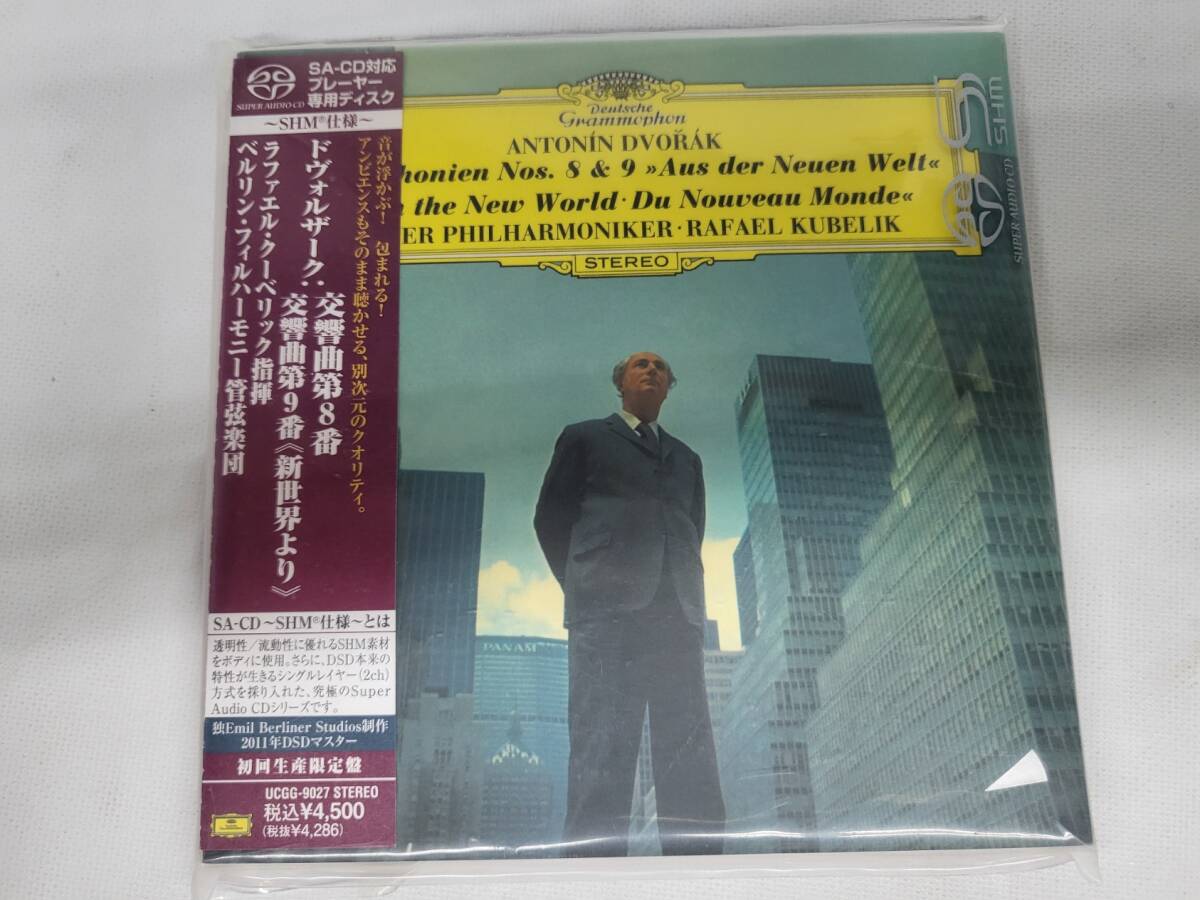 SUPER AUDIO CD
SA-CD対応
プレーヤー
専用ディスク
~SHM®仕様~
音が浮かぶ! 包まれる!
アンビエンスもそのまま聴かせる、別次元のクオリティ。
ドヴォルザーク:交響曲第8番
交響曲第9番《新世界より》
ラファエル・クーベリック指揮
ベルリン・フィルハーモニー管弦楽団
SA-CD~SHM®仕様~とは
透明性/流動性に優れるSHM素材
をボディに使用。さらに、DSD本来の
特性が生きるシングルレイヤー(2ch)
方式を採り入れた、究極のSuper
Audio CDシリーズです。
独Emil Berliner Studios制作
2011年DSDマスター
初回生産限定盤
UCGG-9027 STEREO
税込¥4,500
(税抜¥4,286)
Deutsche
Grammophon
ANTONÍN DVOŘÁK
honien Nos. 8 & 9 »Aus der Neuen Welt«
the New World · Du Nouveau Monde«
ER PHILHARMONIKER · RAFAEL KUBELIK
STEREO
SHM
SUPER AUDIO CD
PAN AM